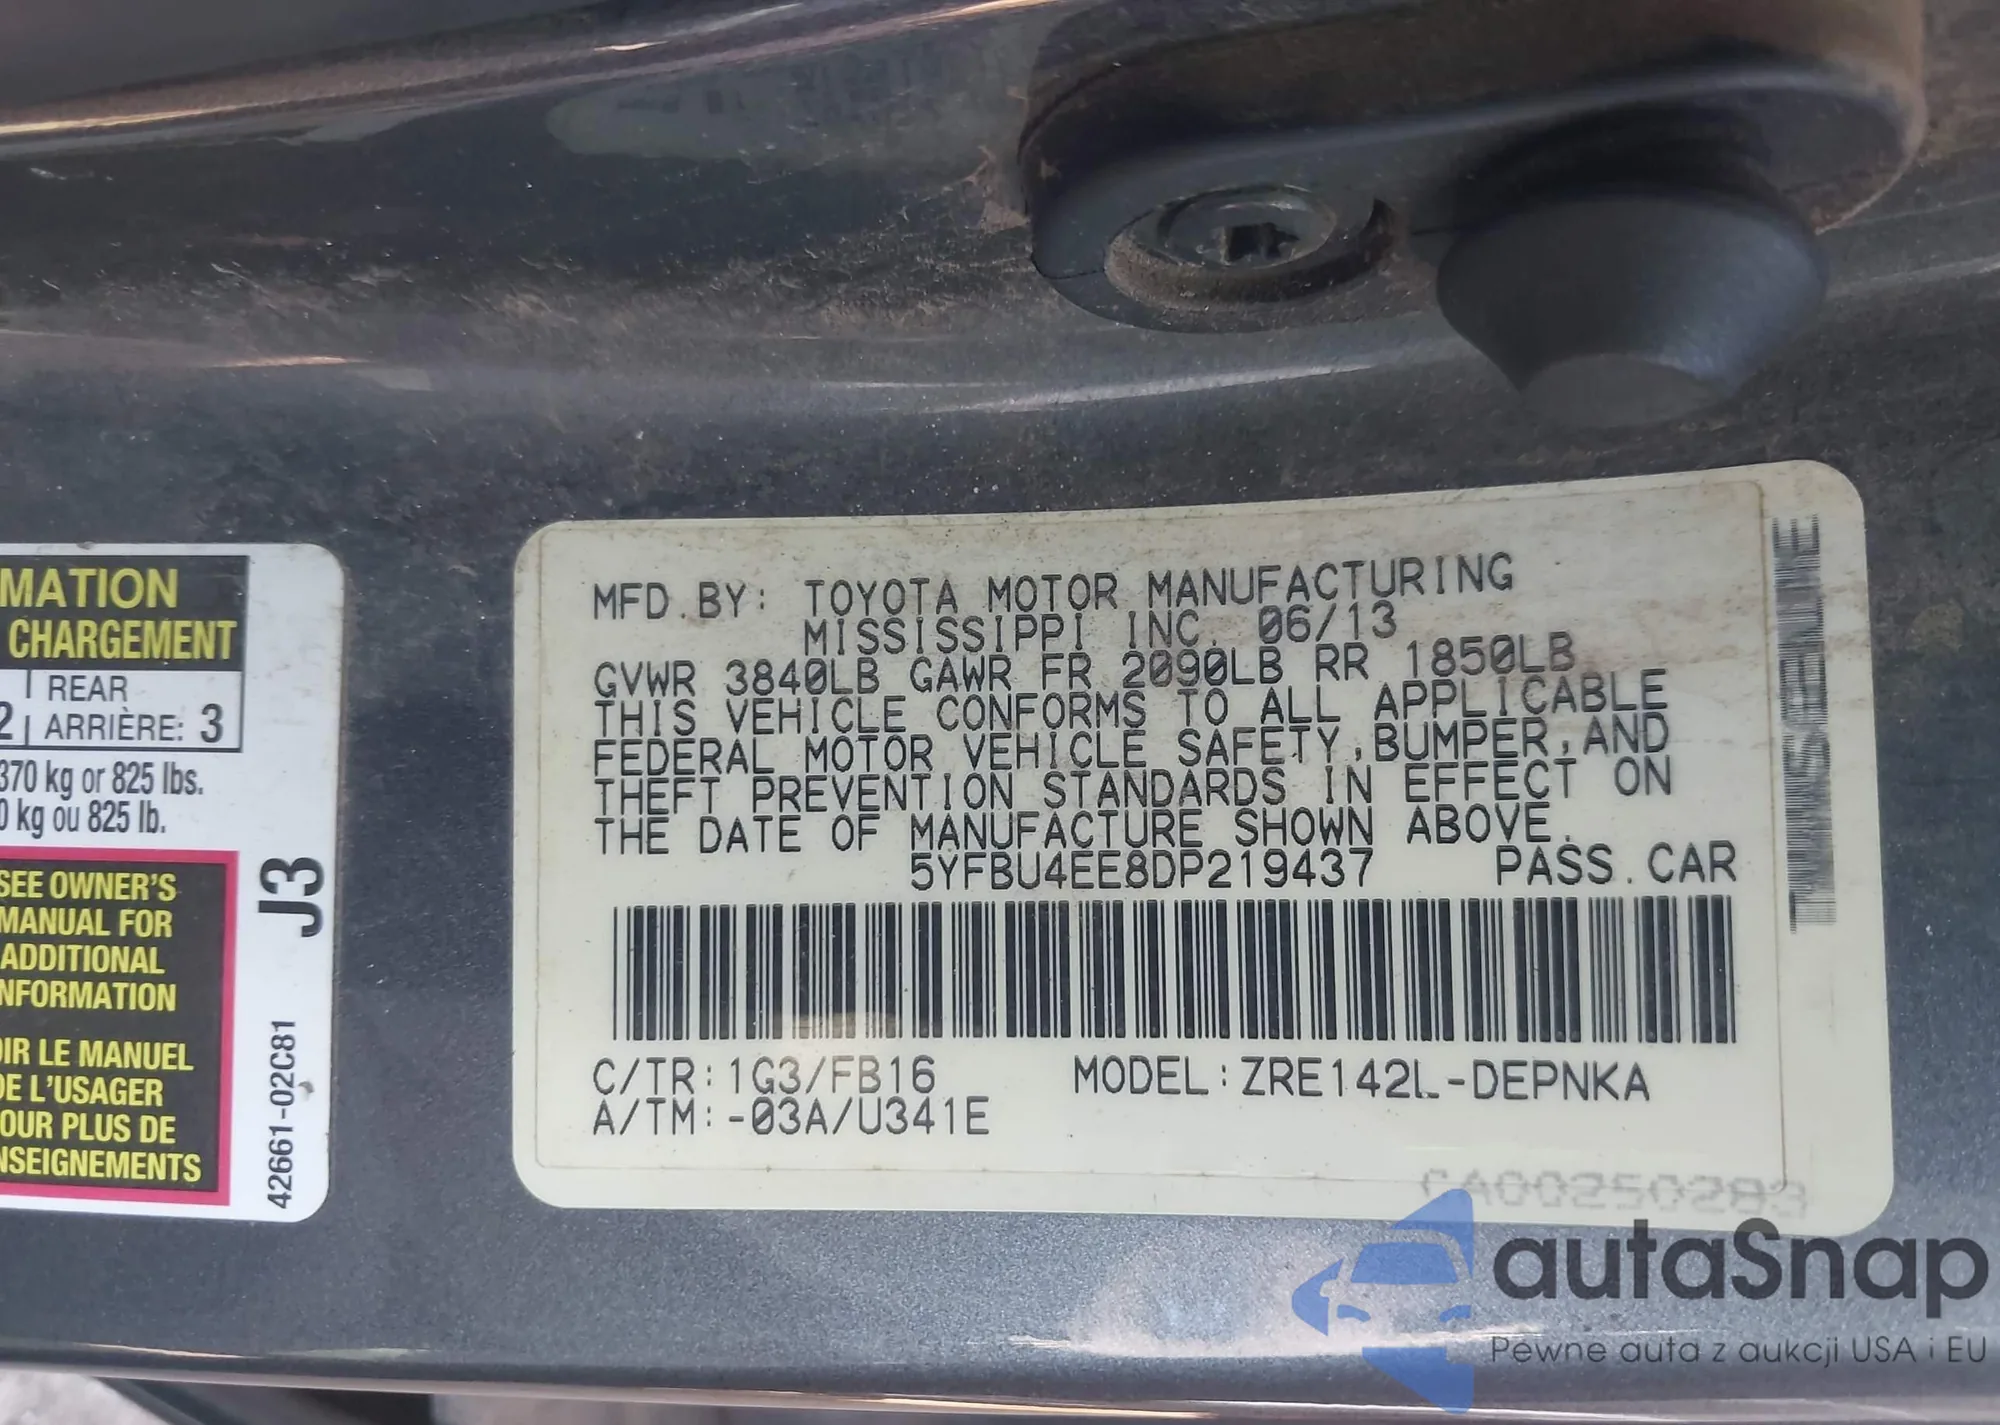 MATION
CHARGEMENT
2 REAR
ARRIÈRE: 3
370 kg or 825 lbs.
0 kg ou 825 lb.
SEE OWNER'S
MANUAL FOR
ADDITIONAL
NFORMATION
OIR LE MANUEL
DE L'USAGER
OUR PLUS DE
NSEIGNEMENTS
J3
42661-02C81
MFD.BY: TOYOTA MOTOR MANUFACTURING
MISSISSIPPI INC. 06/13
GVWR 3840LB GAWR FR 2090LB RR 1850LB
THIS VEHICLE CONFORMS TO ALL APPLICABLE
FEDERAL MOTOR VEHICLE SAFETY,BUMPER,AND
THEFT PREVENTION STANDARDS IN EFFECT ON
THE DATE OF MANUFACTURE SHOWN ABOVE.
5YFBU4EE8DP219437 PASS.CAR
C/TR:1G3/FB16 MODEL:ZRE142L-DEPNKA
A/TM:-03A/U341E
CA00250283
autaSnap
Pewne auta z aukcji USA i EU